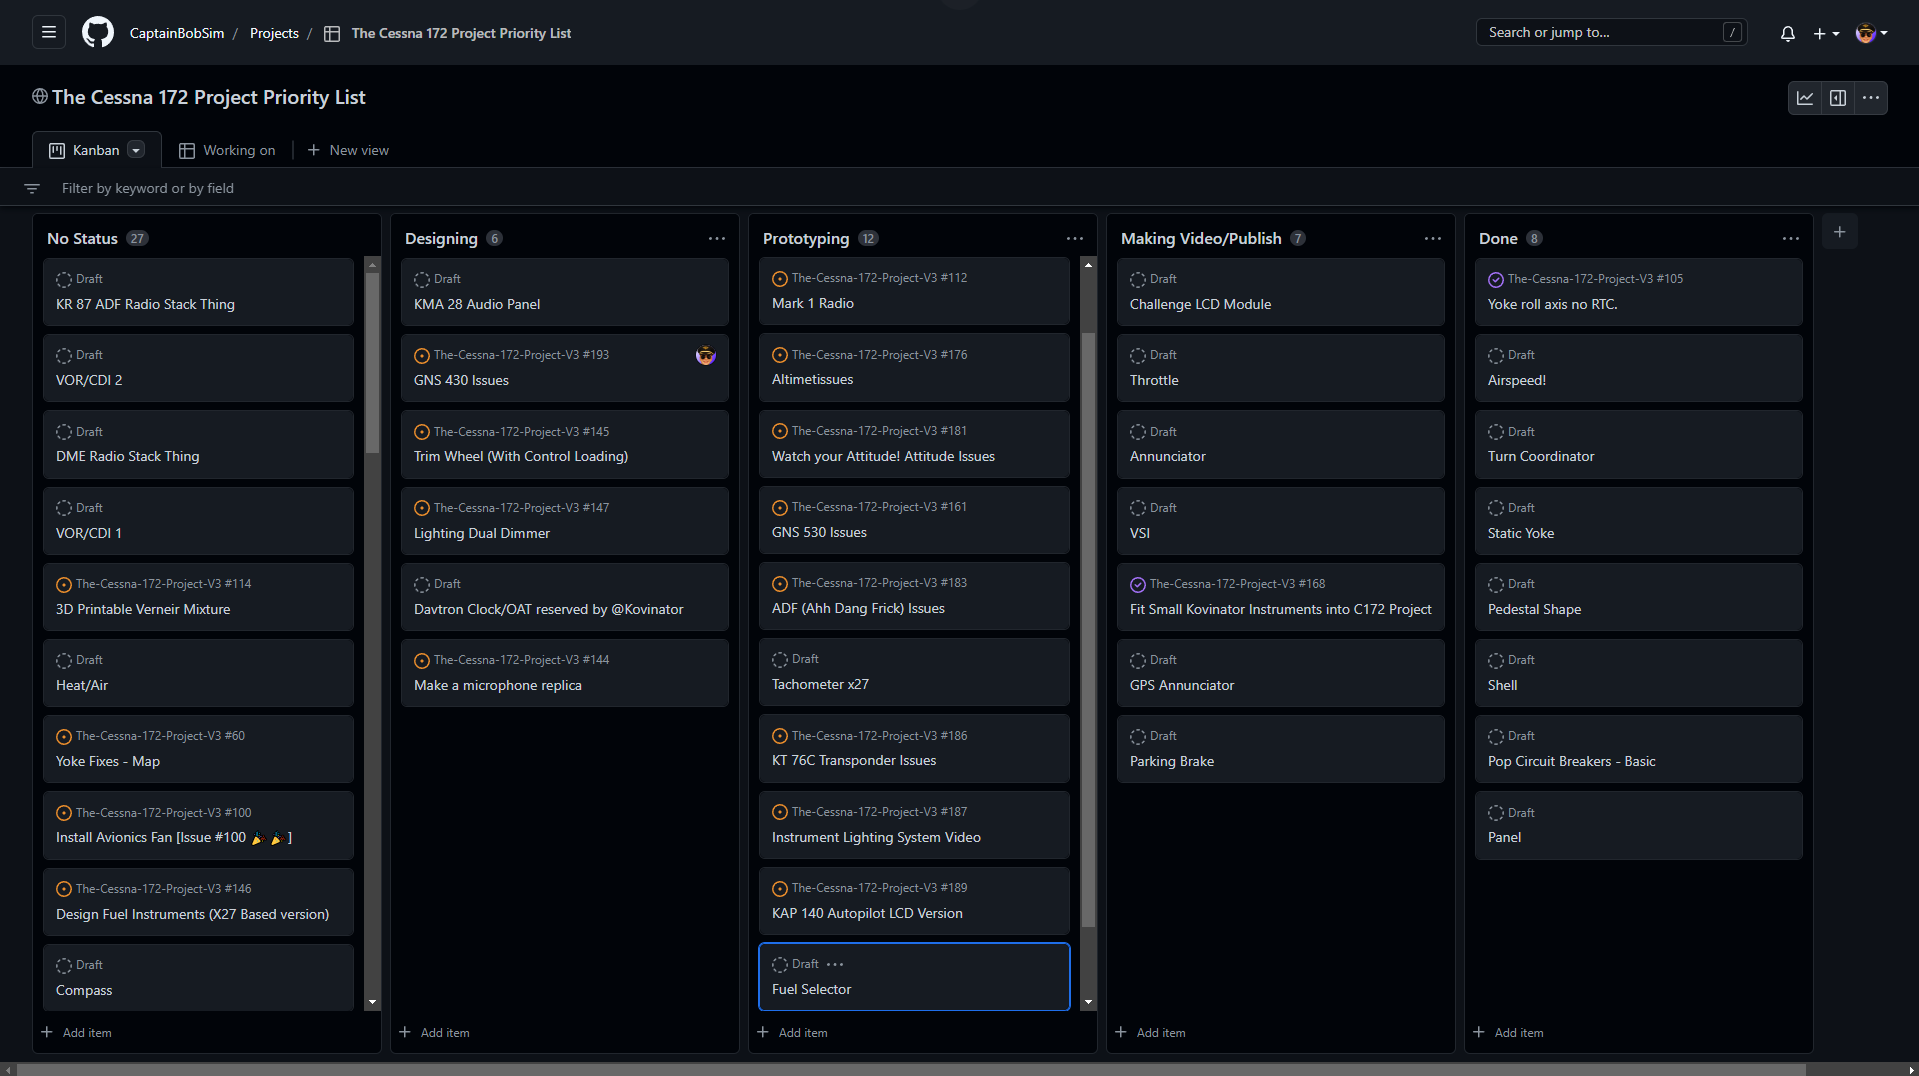 CaptainBobSim / Projects / The Cessna 172 Project Priority List
Search or jump to... /
The Cessna 172 Project Priority List
Kanban
Working on
New view
Filter by keyword or by field
No Status 27
Draft
KR 87 ADF Radio Stack Thing
Draft
VOR/CDI 2
Draft
DME Radio Stack Thing
Draft
VOR/CDI 1
The-Cessna-172-Project-V3 #114
3D Printable Verneir Mixture
Draft
Heat/Air
The-Cessna-172-Project-V3 #60
Yoke Fixes - Map
The-Cessna-172-Project-V3 #100
Install Avionics Fan [Issue #100 🎉 🎉 ]
The-Cessna-172-Project-V3 #146
Design Fuel Instruments (X27 Based version)
Draft
Compass
Add item
Designing 6
Draft
KMA 28 Audio Panel
The-Cessna-172-Project-V3 #193
GNS 430 Issues
The-Cessna-172-Project-V3 #145
Trim Wheel (With Control Loading)
The-Cessna-172-Project-V3 #147
Lighting Dual Dimmer
Draft
Davtron Clock/OAT reserved by @Kovinator
The-Cessna-172-Project-V3 #144
Make a microphone replica
Add item
Prototyping 12
The-Cessna-172-Project-V3 #112
Mark 1 Radio
The-Cessna-172-Project-V3 #176
Altimetissues
The-Cessna-172-Project-V3 #181
Watch your Attitude! Attitude Issues
The-Cessna-172-Project-V3 #161
GNS 530 Issues
The-Cessna-172-Project-V3 #183
ADF (Ahh Dang Frick) Issues
Draft
Tachometer x27
The-Cessna-172-Project-V3 #186
KT 76C Transponder Issues
The-Cessna-172-Project-V3 #187
Instrument Lighting System Video
The-Cessna-172-Project-V3 #189
KAP 140 Autopilot LCD Version
Draft
Fuel Selector
Add item
Making Video/Publish 7
Draft
Challenge LCD Module
Draft
Throttle
Draft
Annunciator
Draft
VSI
The-Cessna-172-Project-V3 #168
Fit Small Kovinator Instruments into C172 Project
Draft
GPS Annunciator
Draft
Parking Brake
Add item
Done 8
The-Cessna-172-Project-V3 #105
Yoke roll axis no RTC.
Draft
Airspeed!
Draft
Turn Coordinator
Draft
Static Yoke
Draft
Pedestal Shape
Draft
Shell
Draft
Pop Circuit Breakers - Basic
Draft
Panel
Add item